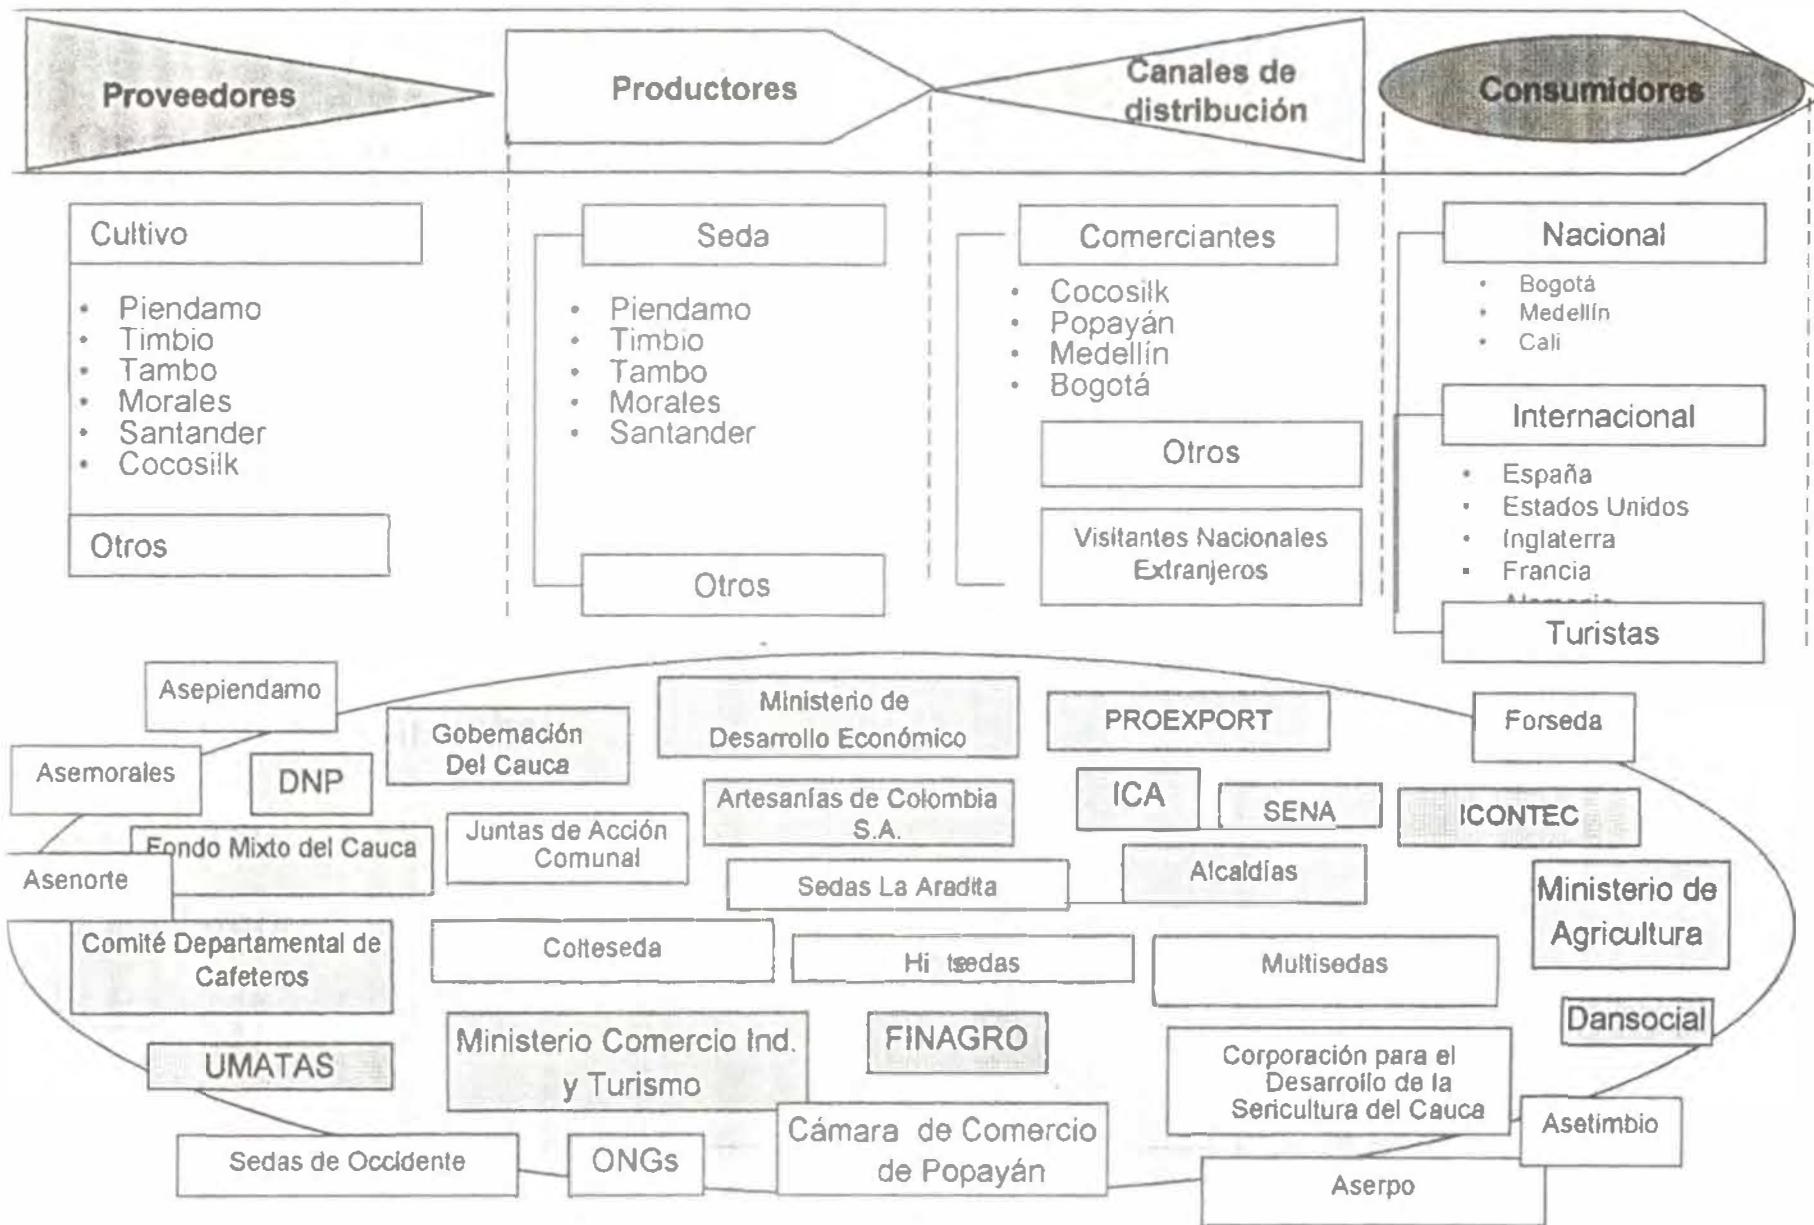 Proveedores
Productores
Canales de
distribución
Consumidores
Cultivo
• Piendamo
• Timbio
• Tambo
• Morales
• Santander
• Cocosilk
Otros
Seda
• Piendamo
• Timbio
• Tambo
• Morales
• Santander
Otros
Comerciantes
• Cocosilk
• Popayán
• Medellín
• Bogotá
Otros
Visitantes Nacionales
Extranjeros
Nacional
• Bogotá
• Medellín
• Cali
Internacional
• España
• Estados Unidos
• Inglaterra
• Francia
Turistas
Asepiendamo
Asemorales
DNP
Gobernación
Del Cauca
Ministerio de
Desarrollo Económico
PROEXPORT
Forseda
Fondo Mixto del Cauca
Juntas de Acción
Comunal
Artesanías de Colombia
S.A.
ICA
SENA
ICONTEC
Asenorte
Sedas La Aradita
Alcaldías
Ministerio de
Agricultura
Comité Departamental de
Cafeteros
Colteseda
sedas
Multisedas
Dansocial
UMATAS
Ministerio Comercio Ind.
y Turismo
FINAGRO
Corporación para el
Desarrollo de la
Sericultura del Cauca
Asetimbio
Sedas de Occidente
ONGs
Cámara de Comercio
de Popayán
Aserpo